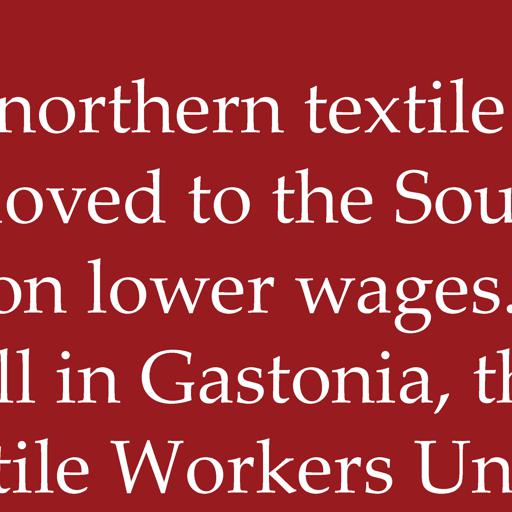 northern textile
oved to the Sou
on lower wages.
ll in Gastonia, th
tile Workers Un